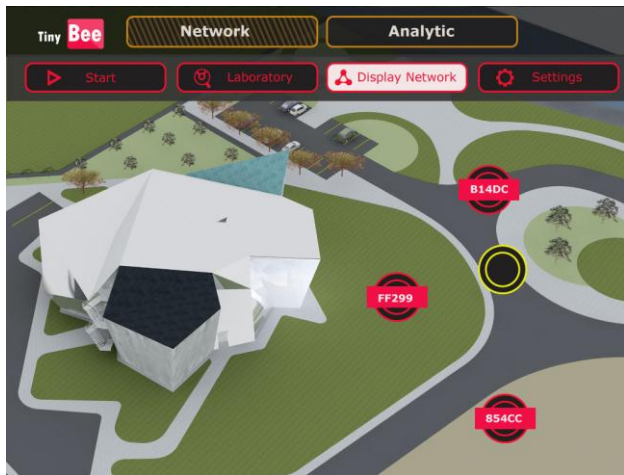 Tiny Bee
Network
Analytic
Start
Laboratory
Display Network
Settings
B14DC
FF299
854CC